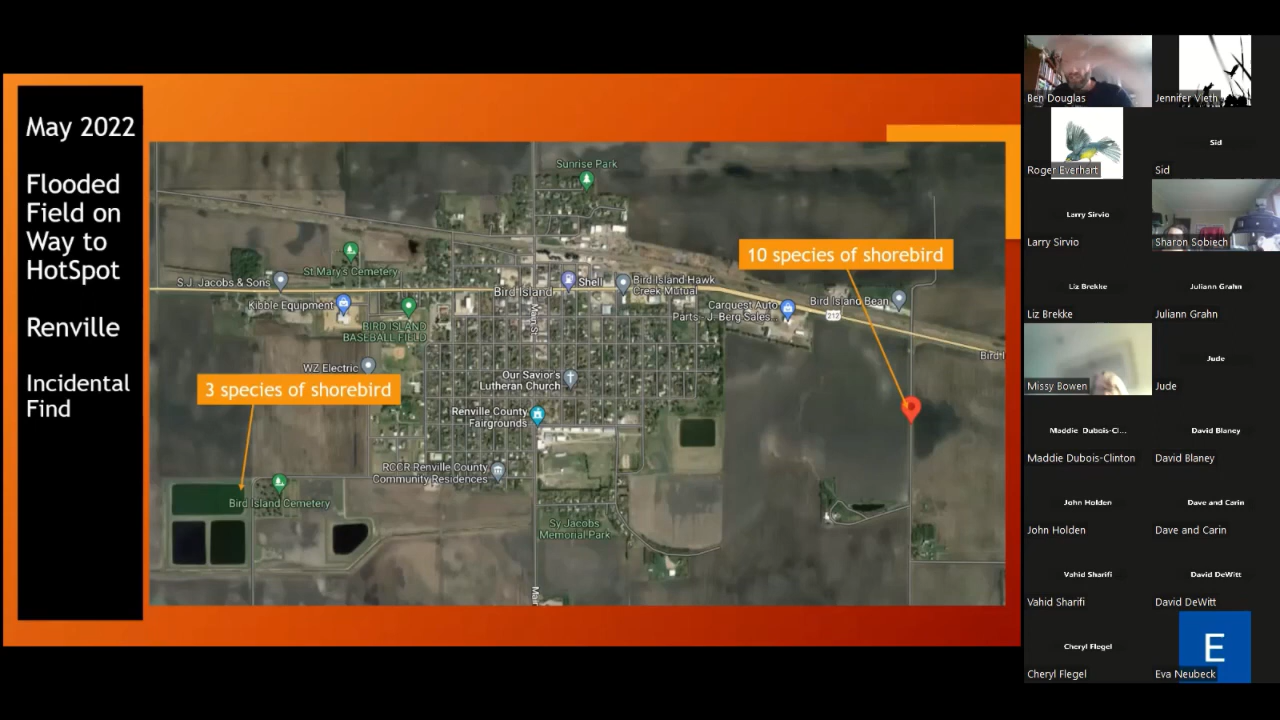 May 2022
Flooded
Field on
Way to
HotSpot
Renville
Incidental
Find
Sunrise Park
St Mary's Cemetery
S.J. Jacobs & Sons
Kibble Equipment
BIRD ISLAND
BASEBALL FIELD
Bird Island
Shell
Bird Island Hawk
Creek Mutual
10 species of shorebird
Carquest Auto
Parts - J. Berg Sales...
Bird Island Bean
212
Bird I
Main St
WZ Electric
3 species of shorebird
Our Savior's
Lutheran Church
Renville County
Fairgrounds
RCCR Renville County
Community Residences
Bird Island Cemetery
Sy Jacobs
Memorial Park
Mai
Ben Douglas
Jennifer Vieth
Roger Everhart
Sid
Sid
Larry Sirvio
Larry Sirvio
Sharon Sobiech
Liz Brekke
Liz Brekke
Juliann Grahn
Juliann Grahn
Missy Bowen
Jude
Jude
Maddie Dubois-Cl...
Maddie Dubois-Clinton
David Blaney
David Blaney
John Holden
John Holden
Dave and Carin
Dave and Carin
Vahid Sharifi
Vahid Sharifi
David DeWitt
David DeWitt
Cheryl Flegel
Cheryl Flegel
E
Eva Neubeck